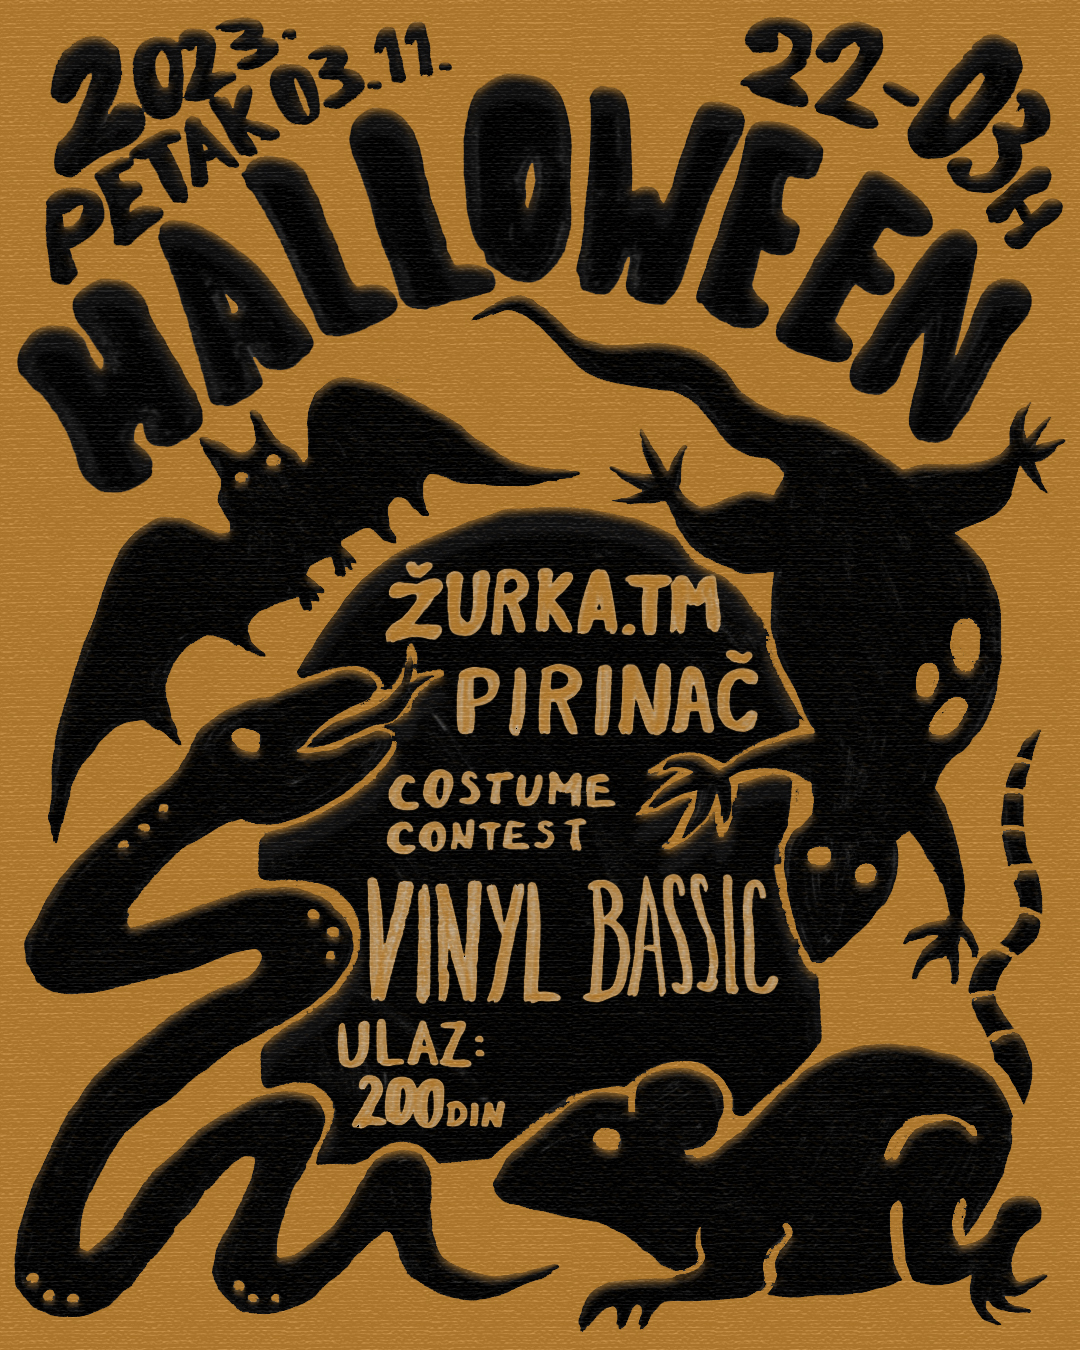 2023.
PETAK 03.11.
22-03H
HALLOWEEN
ŽURKA.TM
PIRINAČ
COSTUME
CONTEST
VINYL BASSIC
ULAZ:
200DIN